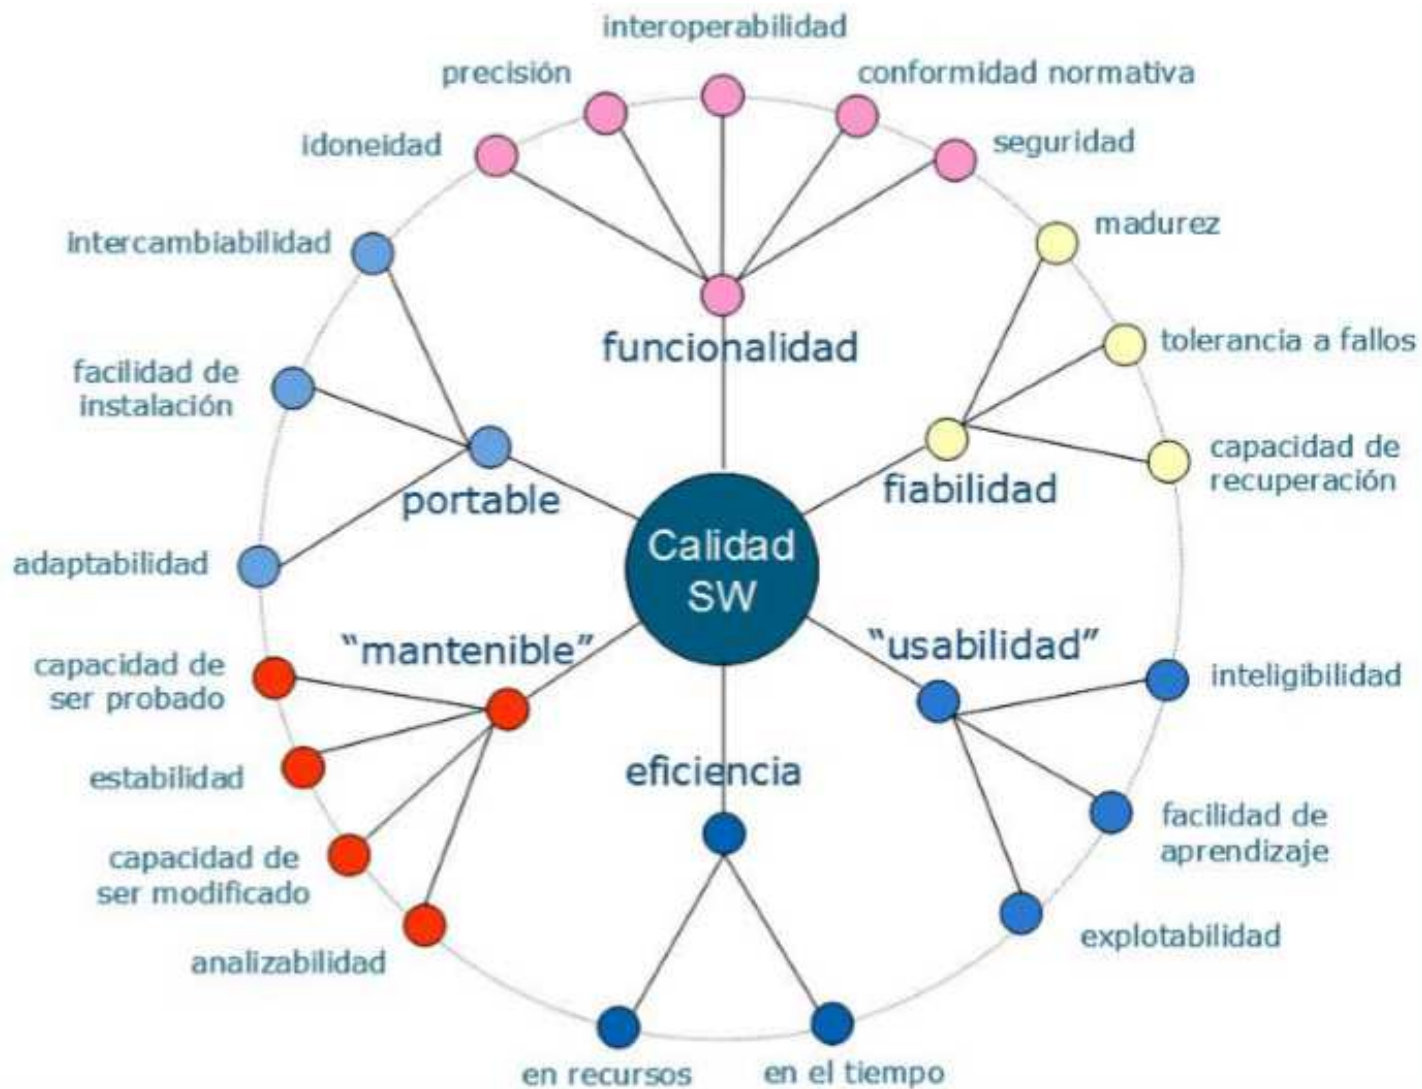 interoperabilidad
precisión
conformidad normativa
idoneidad
seguridad
madurez
intercambiabilidad
tolerancia a fallos
funcionalidad
facilidad de
instalación
capacidad de
recuperación
portable
fiabilidad
Calidad
SW
adaptabilidad
"mantenible"
"usabilidad"
capacidad de
ser probado
inteligibilidad
estabilidad
eficiencia
facilidad de
aprendizaje
capacidad de
ser modificado
explotabilidad
analizabilidad
en recursos
en el tiempo